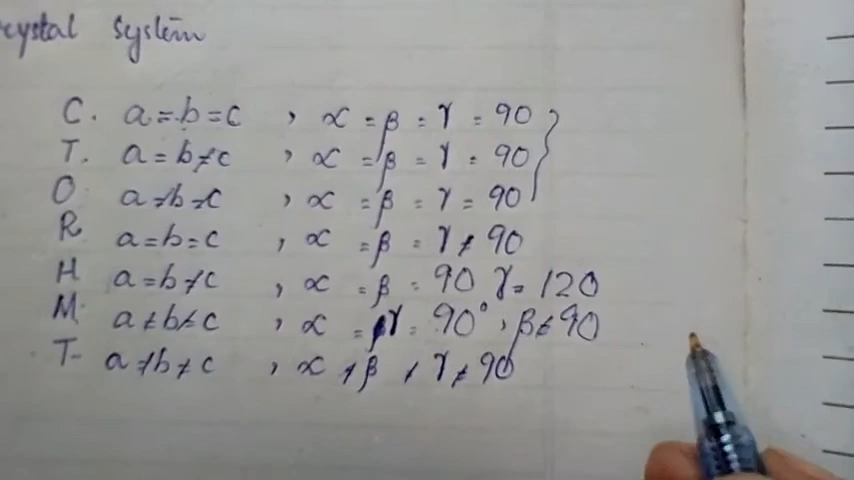 crystal System
C. a = b = c , α = β = γ = 90
T. a = b ≠ c , α = β = γ = 90
O. a ≠ b ≠ c , α = β = γ = 90
R a = b = c , α = β = γ ≠ 90
H a = b ≠ c , α = β = 90 γ = 120
M. a ≠ b ≠ c , α = γ = 90° , β ≠ 90
T- a ≠ b ≠ c , α ≠ β ≠ γ ≠ 90